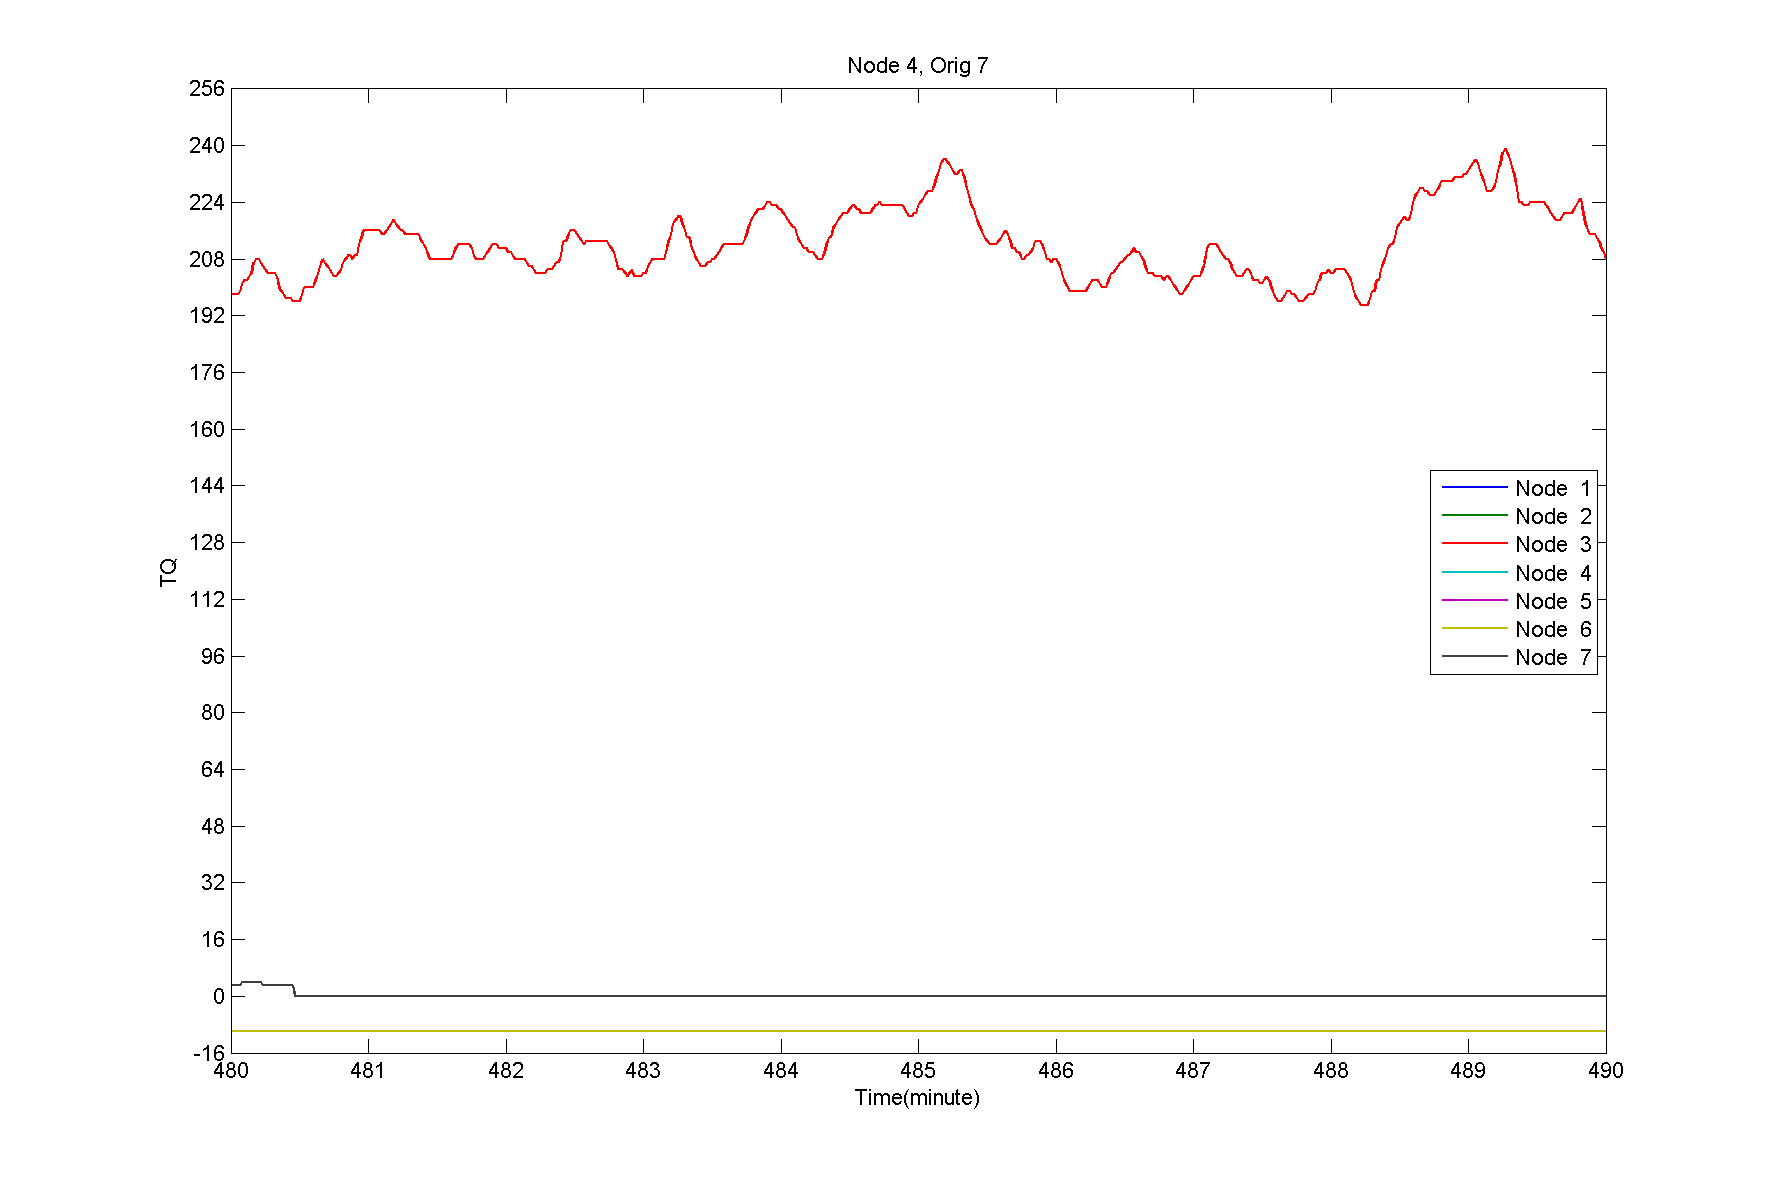 Node 4, Orig 7
256
240
224
208
192
176
160
144
128
112
96
80
64
48
32
16
0
-16
TQ
Node 1
Node 2
Node 3
Node 4
Node 5
Node 6
Node 7
480 481 482 483 484 485 486 487 488 489 490
Time(minute)